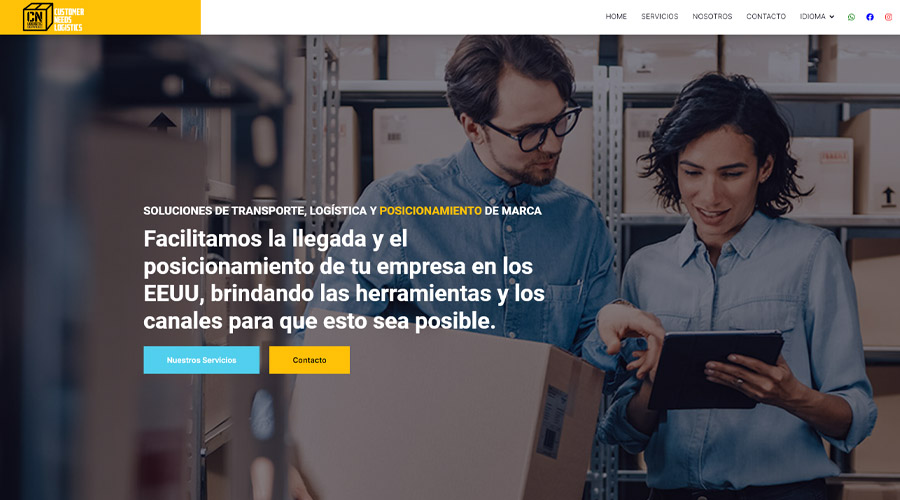 CN
CUSTOMER
NEEDS
LOGISTICS
HOME SERVICIOS NOSOTROS CONTACTO IDIOMA
SOLUCIONES DE TRANSPORTE, LOGÍSTICA Y POSICIONAMIENTO DE MARCA
Facilitamos la llegada y el
posicionamiento de tu empresa en los
EEUU, brindando las herramientas y los
canales para que esto sea posible.
Nuestros Servicios Contacto